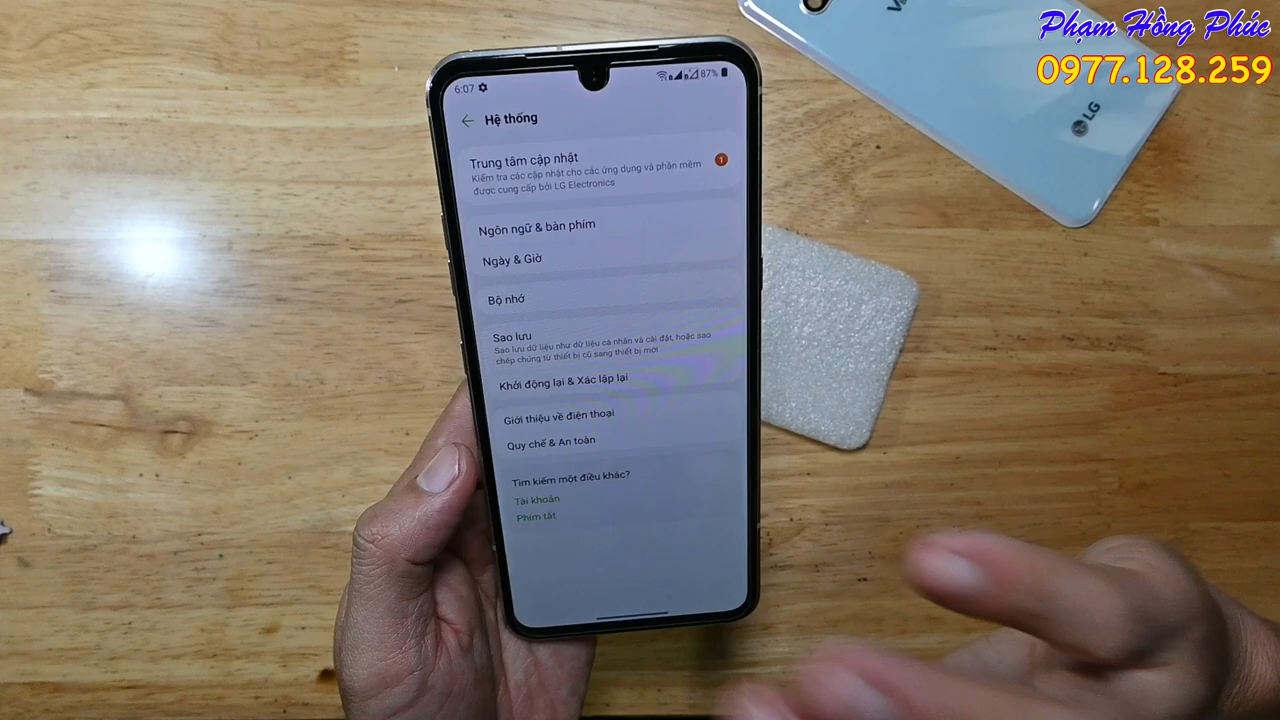 Phạm Hồng Phúc
0977.128.259
LG
6:07
87%
Hệ thống
Trung tâm cập nhật
1
Kiểm tra các cập nhật cho các ứng dụng và phần mềm
được cung cấp bởi LG Electronics
Ngôn ngữ & bàn phím
Ngày & Giờ
Bộ nhớ
Sao lưu
Sao lưu dữ liệu như dữ liệu cá nhân và cài đặt, hoặc sao
chép chúng từ thiết bị cũ sang thiết bị mới
Khởi động lại & Xác lập lại
Giới thiệu về điện thoại
Quy chế & An toàn
Tìm kiếm một điều khác?
Tài khoản
Phím tắt